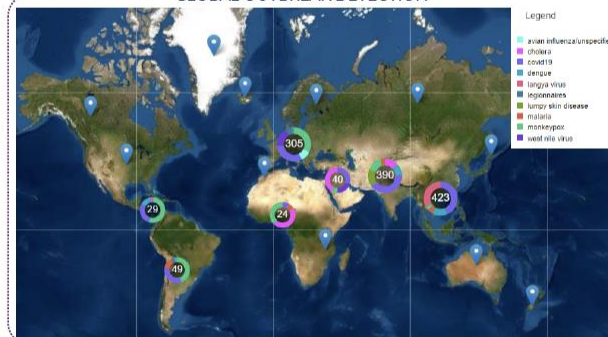 Legend
avian influenza/unspecifie
cholera
covid19
dengue
langya virus
legionnaires
lumpy skin disease
malaria
monkeypox
west nile virus
305
40
390
423
29
24
49